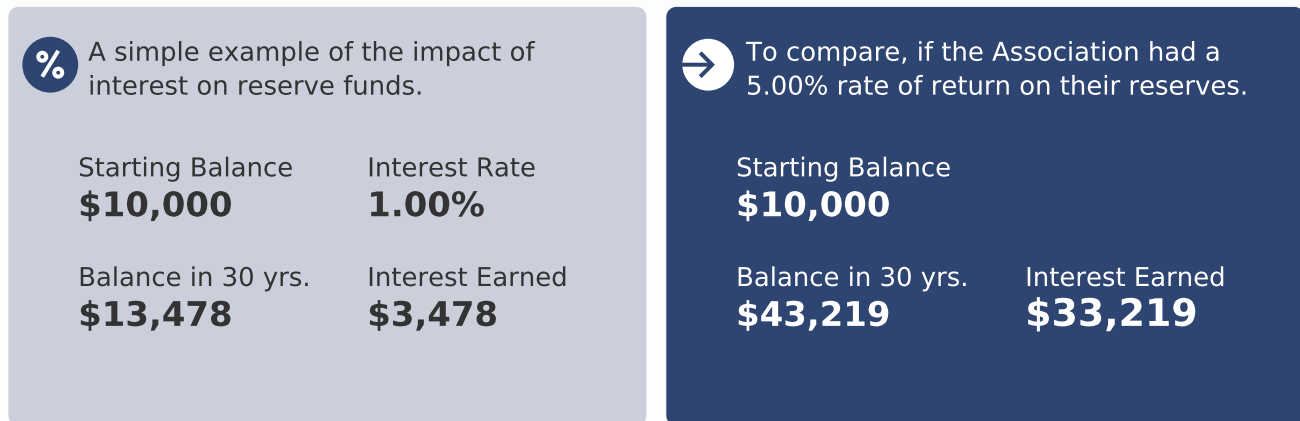 %
A simple example of the impact of
interest on reserve funds.
Starting Balance
$10,000
Interest Rate
1.00%
Balance in 30 yrs.
$13,478
Interest Earned
$3,478
To compare, if the Association had a
5.00% rate of return on their reserves.
Starting Balance
$10,000
Balance in 30 yrs.
$43,219
Interest Earned
$33,219